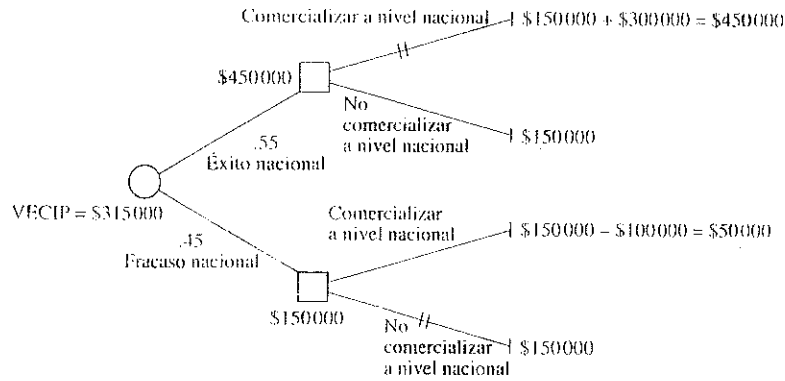 Comercializar a nivel nacional
$150000 + $300000 = $450000
$450000
No
comercializar
a nivel nacional
$150000
.55
Éxito nacional
VECIP = $315000
.45
Fracaso nacional
Comercializar
a nivel nacional
$150000 – $100000 = $50000
$150000
No
comercializar
a nivel nacional
$150000